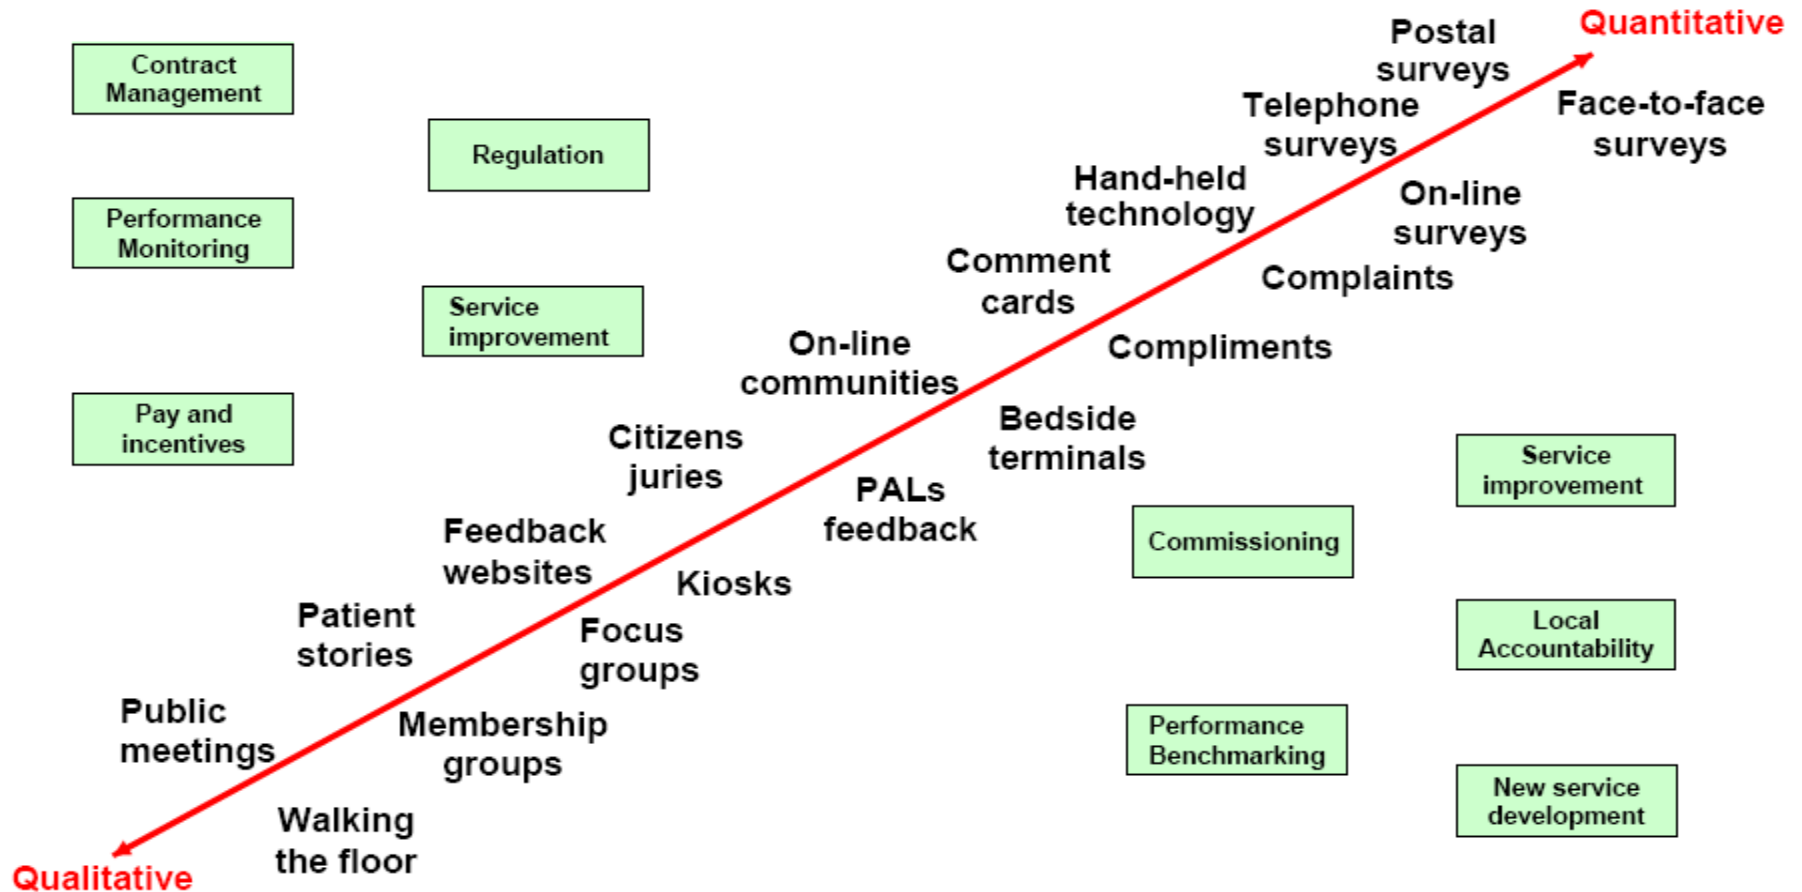 Postal
surveys
Quantitative
Contract
Management
Telephone
surveys
Face-to-face
surveys
Regulation
Hand-held
technology
On-line
surveys
Performance
Monitoring
Comment
cards
Complaints
Service
improvement
On-line
communities
Compliments
Pay and
incentives
Citizens
juries
Bedside
terminals
Service
improvement
PALs
feedback
Commissioning
Feedback
websites
Kiosks
Patient
stories
Focus
groups
Local
Accountability
Public
meetings
Membership
groups
Performance
Benchmarking
New service
development
Walking
the floor
Qualitative